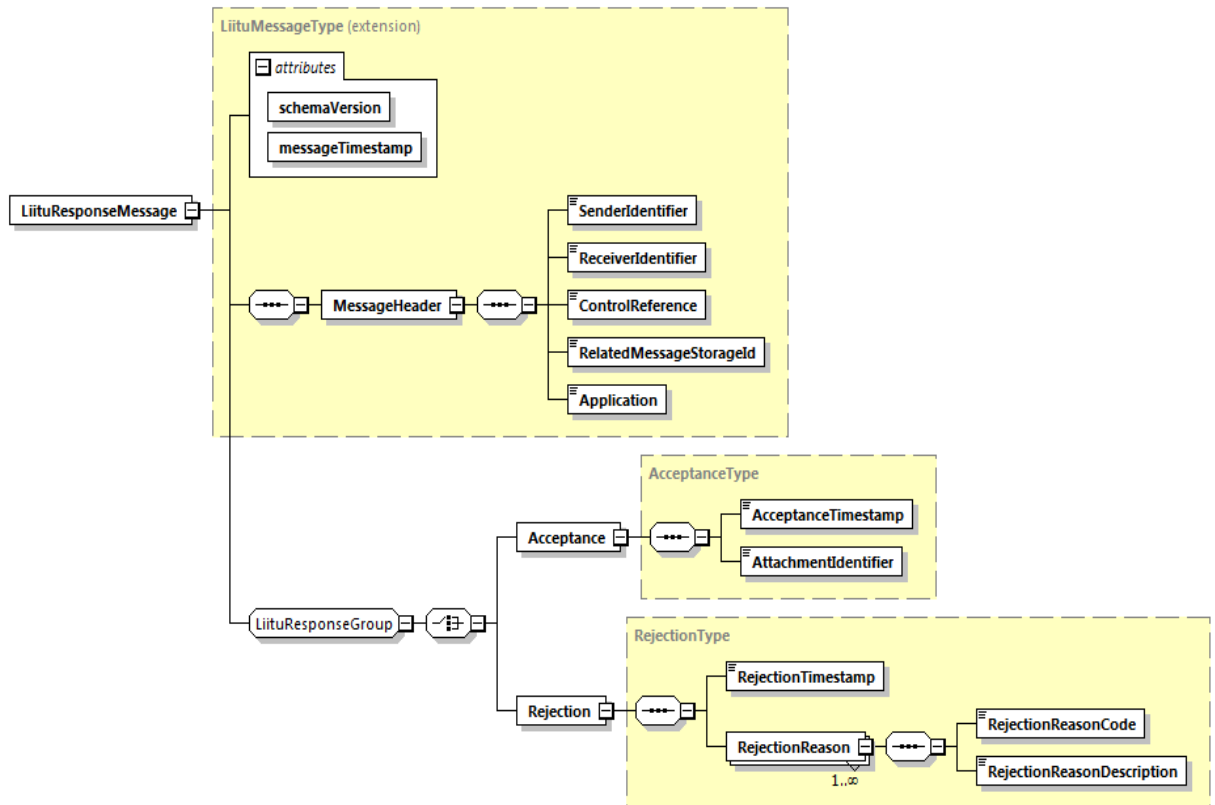 LiituMessageType (extension)
attributes
schemaVersion
messageTimestamp
LiituResponseMessage
SenderIdentifier
ReceiverIdentifier
MessageHeader
ControlReference
RelatedMessageStorageId
Application
AcceptanceType
AcceptanceTimestamp
Acceptance
AttachmentIdentifier
LiituResponseGroup
RejectionType
RejectionTimestamp
Rejection
RejectionReason
1..∞
RejectionReasonCode
RejectionReasonDescription